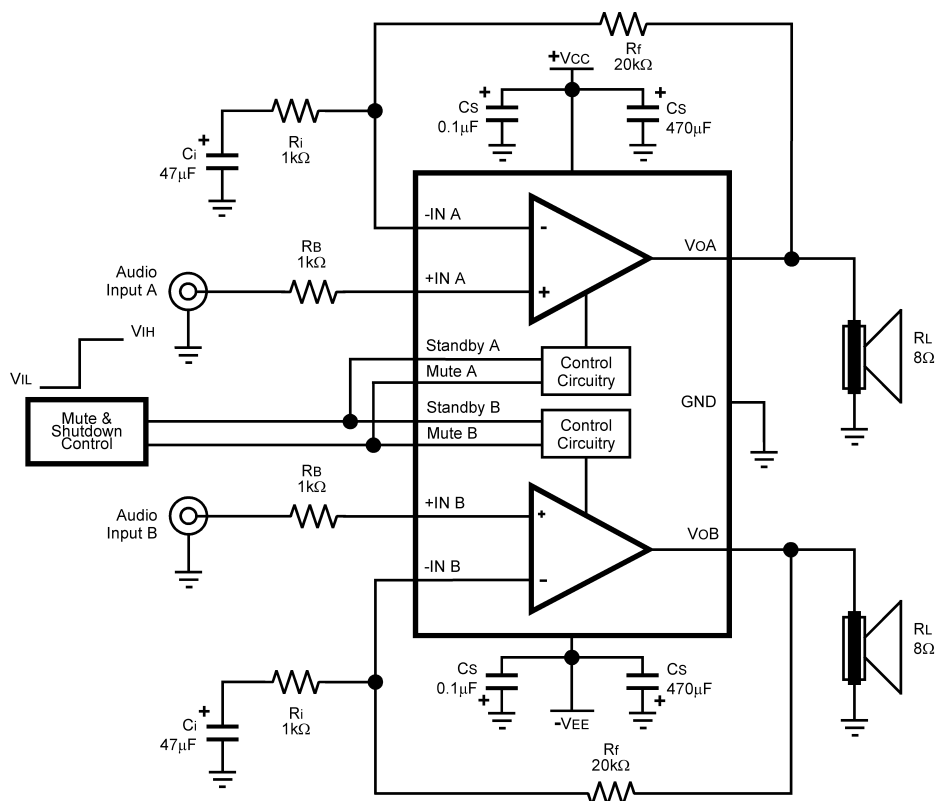 Rf
20kΩ
+VCC
+
CS
0.1µF
+
CS
470µF
Ri
1kΩ
+
Ci
47µF
-IN A
-
VOA
Audio
Input A
RB
1kΩ
+IN A
+
VIH
VIL
Standby A
Mute A
Control
Circuitry
RL
8Ω
GND
Mute &
Shutdown
Control
Standby B
Mute B
Control
Circuitry
RB
1kΩ
Audio
Input B
+IN B
+
VOB
-IN B
-
RL
8Ω
CS
0.1µF
+
CS
470µF
+
-VEE
+
Ci
47µF
Ri
1kΩ
Rf
20kΩ